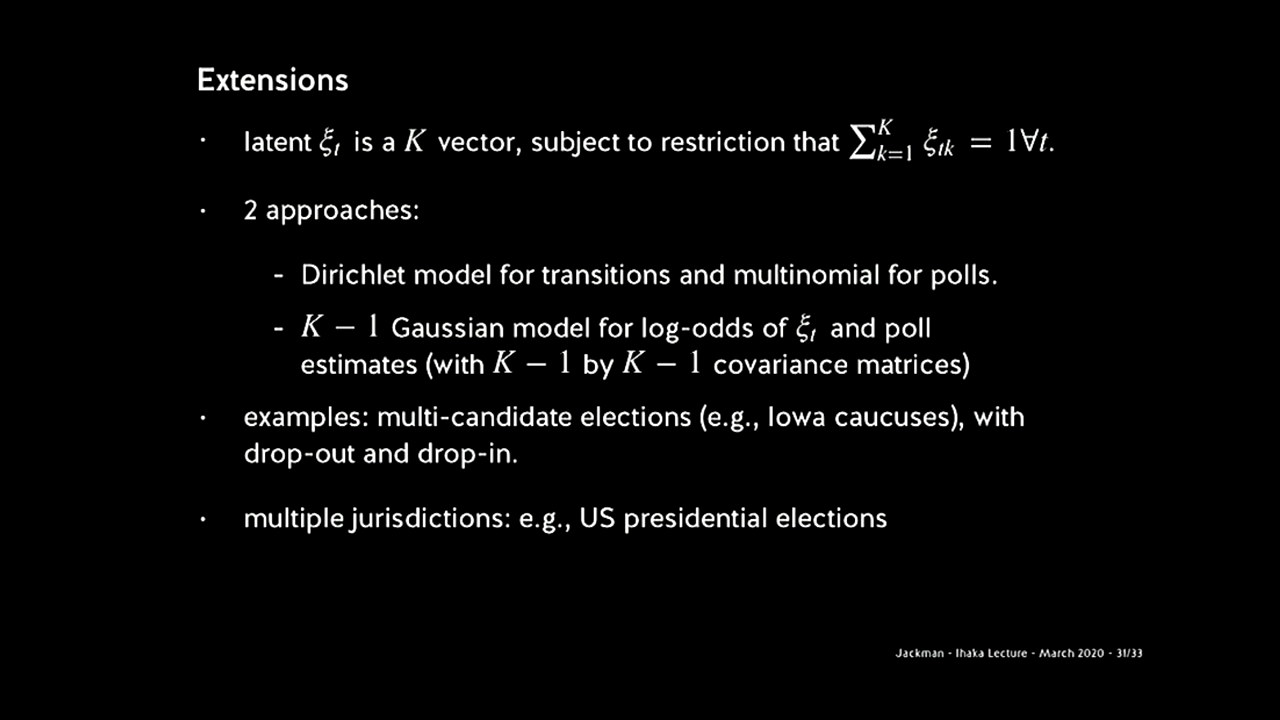 Extensions
· latent ξₜ is a K vector, subject to restriction that ∑ᴷₖ₌₁ ξₜₖ = 1∀t.
· 2 approaches:
- Dirichlet model for transitions and multinomial for polls.
- K − 1 Gaussian model for log-odds of ξₜ and poll
estimates (with K − 1 by K − 1 covariance matrices)
· examples: multi-candidate elections (e.g., Iowa caucuses), with
drop-out and drop-in.
· multiple jurisdictions: e.g., US presidential elections
Jackman - Ihaka Lecture - March 2020 - 31/33